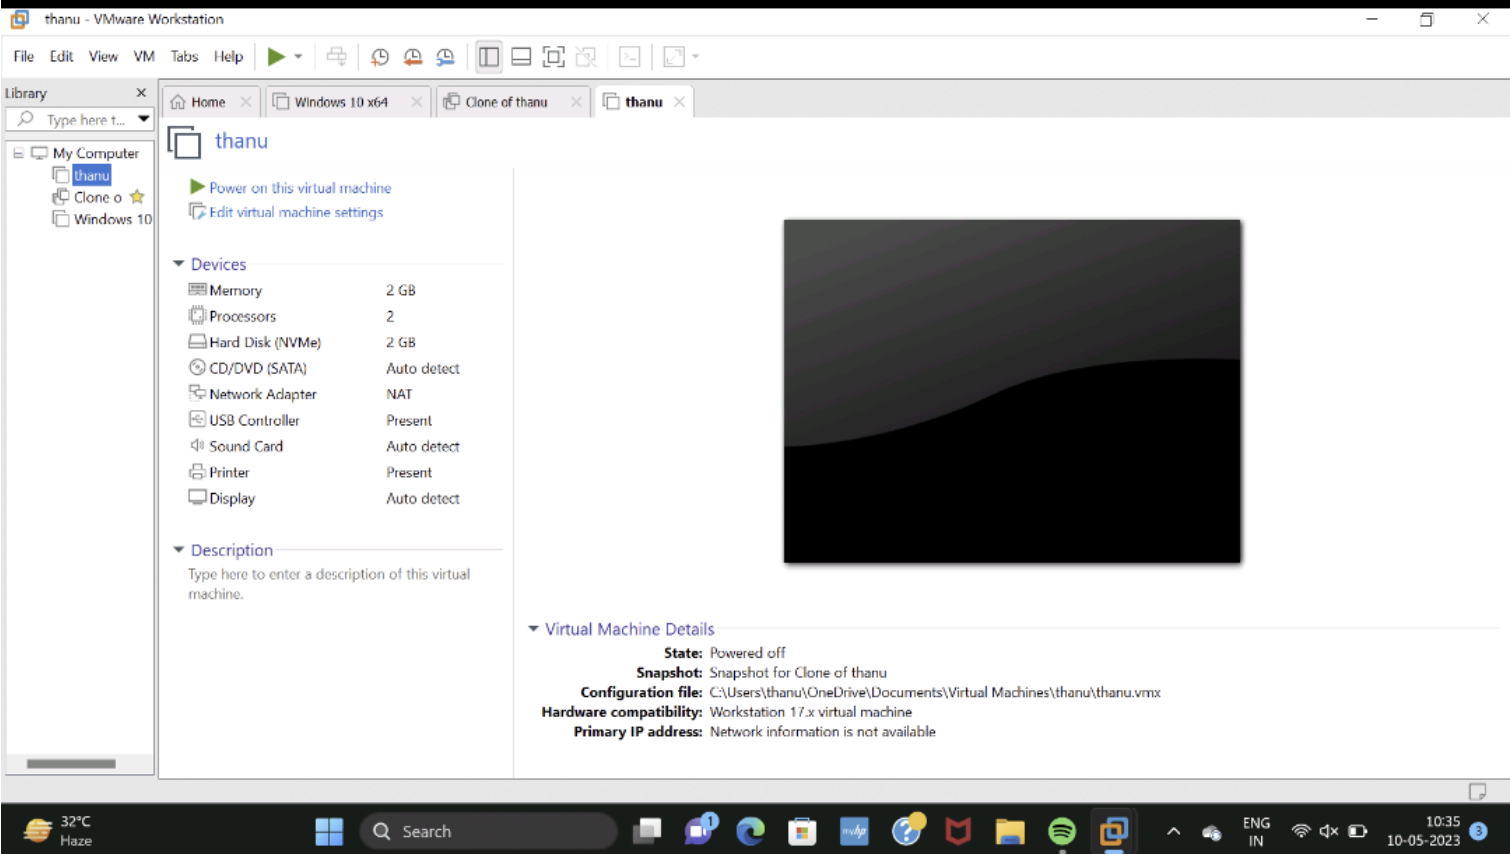 thanu - VMware Workstation
File Edit View VM Tabs Help
Library
Type here t...
My Computer
thanu
Clone o
Windows 10
Home
Windows 10 x64
Clone of thanu
thanu
thanu
Power on this virtual machine
Edit virtual machine settings
Devices
Memory 2 GB
Processors 2
Hard Disk (NVMe) 2 GB
CD/DVD (SATA) Auto detect
Network Adapter NAT
USB Controller Present
Sound Card Auto detect
Printer Present
Display Auto detect
Description
Type here to enter a description of this virtual
machine.
Virtual Machine Details
State: Powered off
Snapshot: Snapshot for Clone of thanu
Configuration file: C:\Users\thanu\OneDrive\Documents\Virtual Machines\thanu\thanu.vmx
Hardware compatibility: Workstation 17.x virtual machine
Primary IP address: Network information is not available
32°C
Haze
Search
1
myhp
ENG
IN
10:35
10-05-2023
3